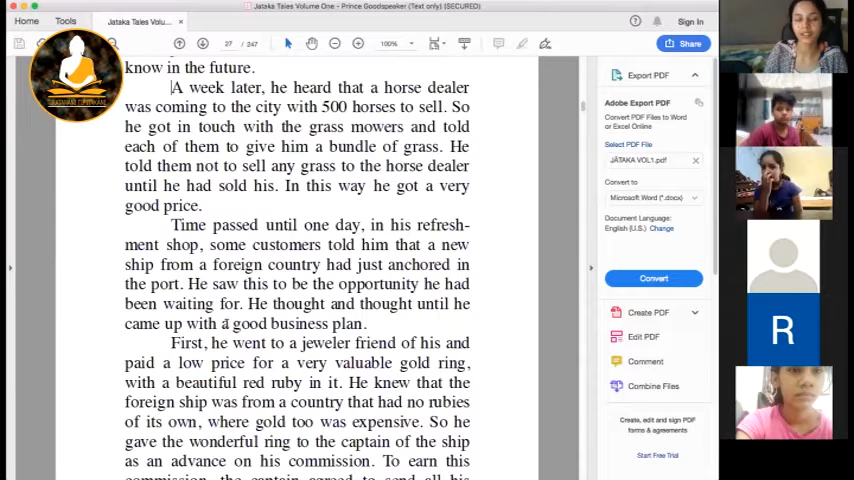 Jataka Tales Volume One - Prince Goodspeaker (Text only) (SECURED)
Home Tools Jataka Tales Volu... × Sign In
27 / 247 100% Share
know in the future.
A week later, he heard that a horse dealer
was coming to the city with 500 horses to sell. So
he got in touch with the grass mowers and told
each of them to give him a bundle of grass. He
told them not to sell any grass to the horse dealer
until he had sold his. In this way he got a very
good price.
Time passed until one day, in his refresh-
ment shop, some customers told him that a new
ship from a foreign country had just anchored in
the port. He saw this to be the opportunity he had
been waiting for. He thought and thought until he
came up with a good business plan.
First, he went to a jeweler friend of his and
paid a low price for a very valuable gold ring,
with a beautiful red ruby in it. He knew that the
foreign ship was from a country that had no rubies
of its own, where gold too was expensive. So he
gave the wonderful ring to the captain of the ship
as an advance on his commission. To earn this
commission, the captain agreed to send all his
Export PDF
Adobe Export PDF
Convert PDF Files to Word
or Excel Online
Select PDF File
JĀTAKA VOL1.pdf ×
Convert to
Microsoft Word (*.docx)
Document Language:
English (U.S.) Change
Convert
Create PDF
Edit PDF
Comment
Combine Files
Create, edit and sign PDF
forms & agreements
Start Free Trial
R